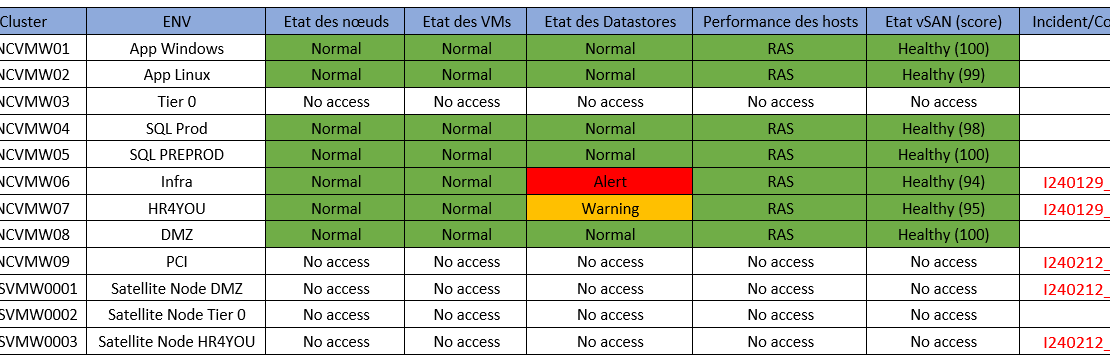 Cluster ENV Etat des nœuds Etat des VMs Etat des Datastores Performance des hosts Etat vSAN (score) Incident/Co
NCVMW01 App Windows Normal Normal Normal RAS Healthy (100)
NCVMW02 App Linux Normal Normal Normal RAS Healthy (99)
NCVMW03 Tier 0 No access No access No access No access No access
NCVMW04 SQL Prod Normal Normal Normal RAS Healthy (98)
NCVMW05 SQL PREPROD Normal Normal Normal RAS Healthy (100)
NCVMW06 Infra Normal Normal Alert RAS Healthy (94) I240129_
NCVMW07 HR4YOU Normal Normal Warning RAS Healthy (95) I240129_
NCVMW08 DMZ Normal Normal Normal RAS Healthy (100)
NCVMW09 PCI No access No access No access No access No access I240212_
SVMW0001 Satellite Node DMZ No access No access No access No access No access I240212_
SVMW0002 Satellite Node Tier 0 No access No access No access No access No access
SVMW0003 Satellite Node HR4YOU No access No access No access No access No access I240212_